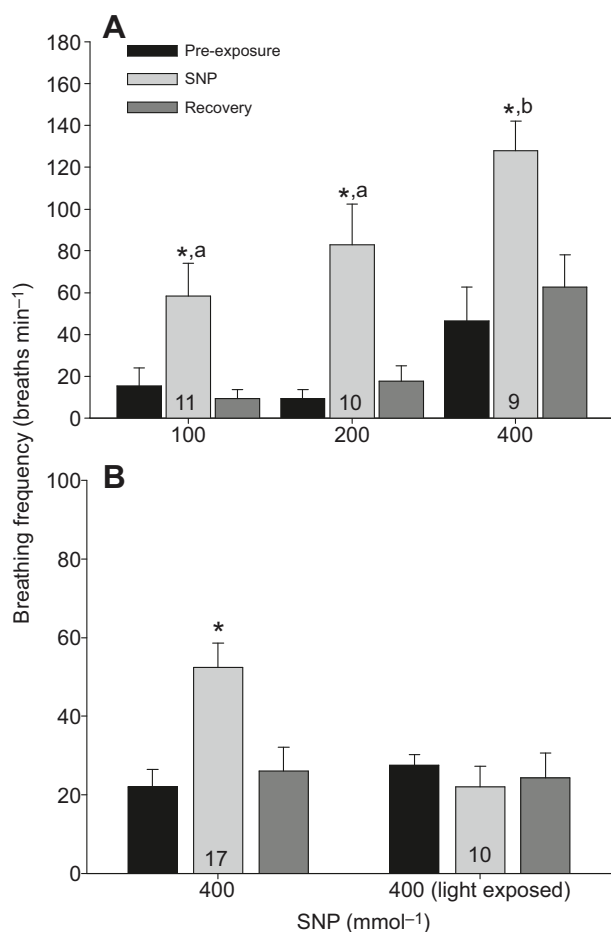 A
180
Pre-exposure
160
SNP
140
Recovery
*,b
120
*,a
100
80
*,a
60
40
20
0
11
10
9
100
200
400
Breathing frequency (breaths min–1)
B
100
80
*
60
40
20
0
17
10
400
400 (light exposed)
SNP (mmol–1)